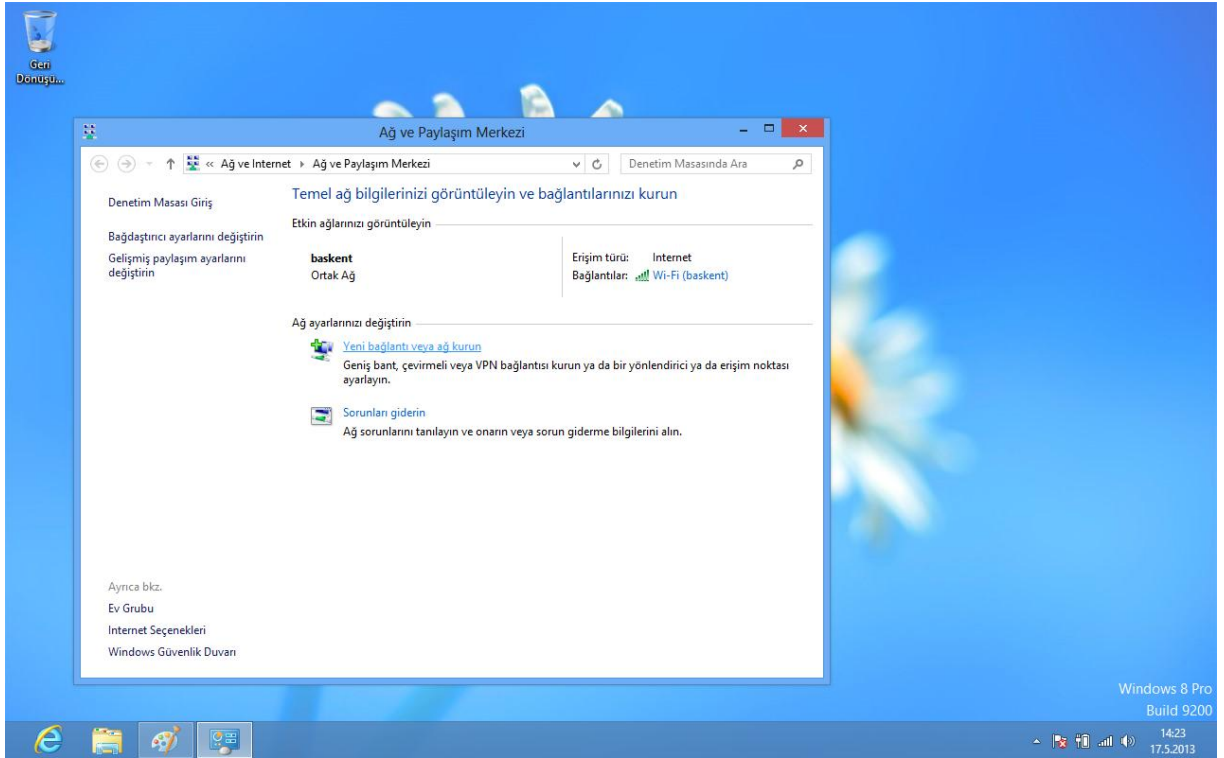 Geri
Dönüşü...
Ağ ve Paylaşım Merkezi
« Ağ ve Internet ▸ Ağ ve Paylaşım Merkezi
Denetim Masasında Ara
Denetim Masası Giriş
Bağdaştırıcı ayarlarını değiştirin
Gelişmiş paylaşım ayarlarını
değiştirin
Temel ağ bilgilerinizi görüntüleyin ve bağlantılarınızı kurun
Etkin ağlarınızı görüntüleyin
baskent
Ortak Ağ
Erişim türü: Internet
Bağlantılar: Wi-Fi (baskent)
Ağ ayarlarınızı değiştirin
Yeni bağlantı veya ağ kurun
Geniş bant, çevirmeli veya VPN bağlantısı kurun ya da bir yönlendirici ya da erişim noktası
ayarlayın.
Sorunları giderin
Ağ sorunlarını tanılayın ve onarın veya sorun giderme bilgilerini alın.
Ayrıca bkz.
Ev Grubu
Internet Seçenekleri
Windows Güvenlik Duvarı
Windows 8 Pro
Build 9200
14:23
17.5.2013